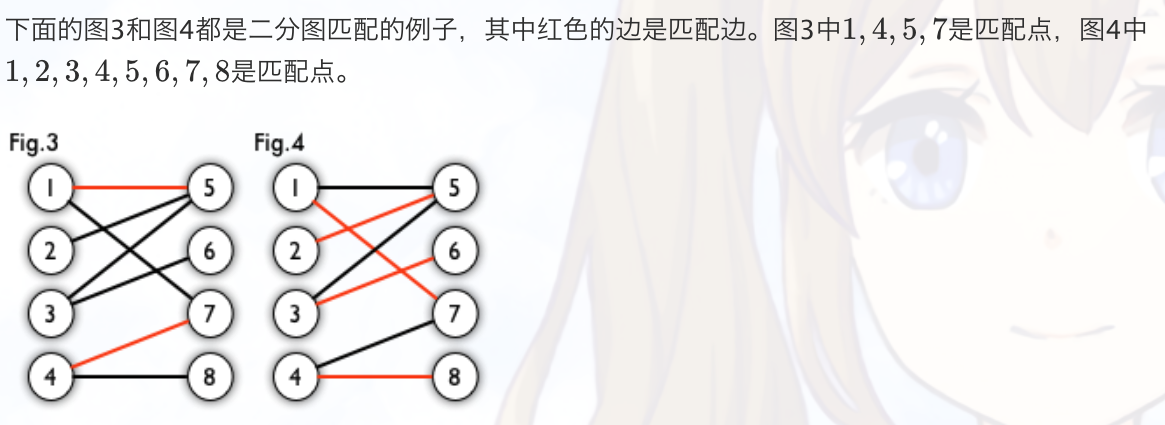 下面的图3和图4都是二分图匹配的例子，其中红色的边是匹配边。图3中1, 4, 5, 7是匹配点，图4中
1, 2, 3, 4, 5, 6, 7, 8是匹配点。
Fig.3 Fig.4
1 5 1 5
2 6 2 6
3 7 3 7
4 8 4 8